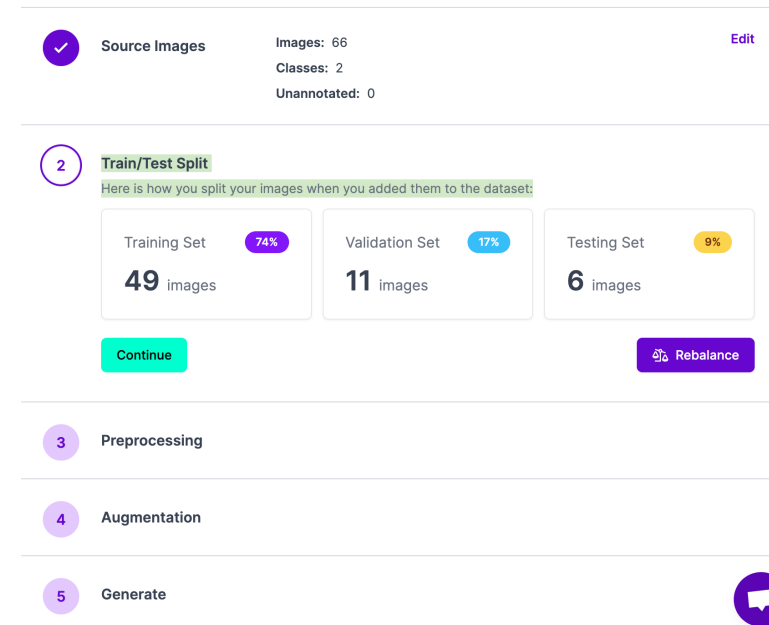 Source Images
Images: 66
Edit
Classes: 2
Unannotated: 0
2
Train/Test Split
Here is how you split your images when you added them to the dataset:
Training Set 74%
49 images
Validation Set 17%
11 images
Testing Set 9%
6 images
Continue
Rebalance
3 Preprocessing
4 Augmentation
5 Generate